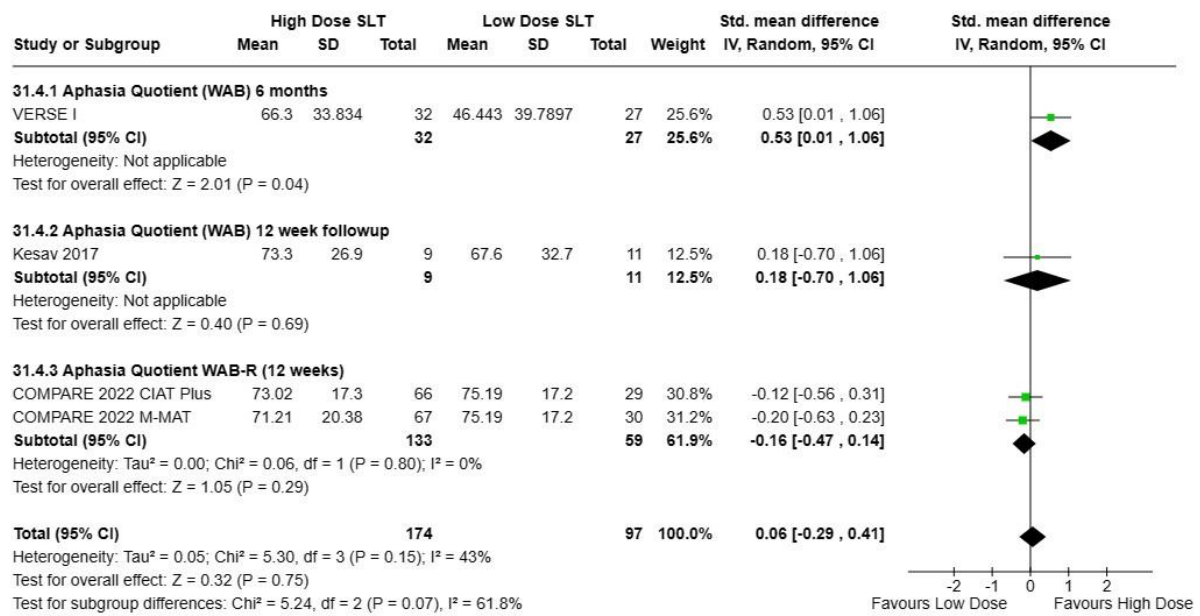 High Dose SLT Low Dose SLT Std. mean difference Std. mean difference
Study or Subgroup Mean SD Total Mean SD Total Weight IV, Random, 95% CI IV, Random, 95% CI
31.4.1 Aphasia Quotient (WAB) 6 months
VERSE I 66.3 33.834 32 46.443 39.7897 27 25.6% 0.53 [0.01 , 1.06]
Subtotal (95% CI) 32 27 25.6% 0.53 [0.01 , 1.06]
Heterogeneity: Not applicable
Test for overall effect: Z = 2.01 (P = 0.04)
31.4.2 Aphasia Quotient (WAB) 12 week followup
Kesav 2017 73.3 26.9 9 67.6 32.7 11 12.5% 0.18 [-0.70 , 1.06]
Subtotal (95% CI) 9 11 12.5% 0.18 [-0.70 , 1.06]
Heterogeneity: Not applicable
Test for overall effect: Z = 0.40 (P = 0.69)
31.4.3 Aphasia Quotient WAB-R (12 weeks)
COMPARE 2022 CIAT Plus 73.02 17.3 66 75.19 17.2 29 30.8% -0.12 [-0.56 , 0.31]
COMPARE 2022 M-MAT 71.21 20.38 67 75.19 17.2 30 31.2% -0.20 [-0.63 , 0.23]
Subtotal (95% CI) 133 59 61.9% -0.16 [-0.47 , 0.14]
Heterogeneity: Tau² = 0.00; Chi² = 0.06, df = 1 (P = 0.80); I² = 0%
Test for overall effect: Z = 1.05 (P = 0.29)
Total (95% CI) 174 97 100.0% 0.06 [-0.29 , 0.41]
Heterogeneity: Tau² = 0.05; Chi² = 5.30, df = 3 (P = 0.15); I² = 43%
Test for overall effect: Z = 0.32 (P = 0.75)
Test for subgroup differences: Chi² = 5.24, df = 2 (P = 0.07), I² = 61.8%
-2 -1 0 1 2
Favours Low Dose Favours High Dose